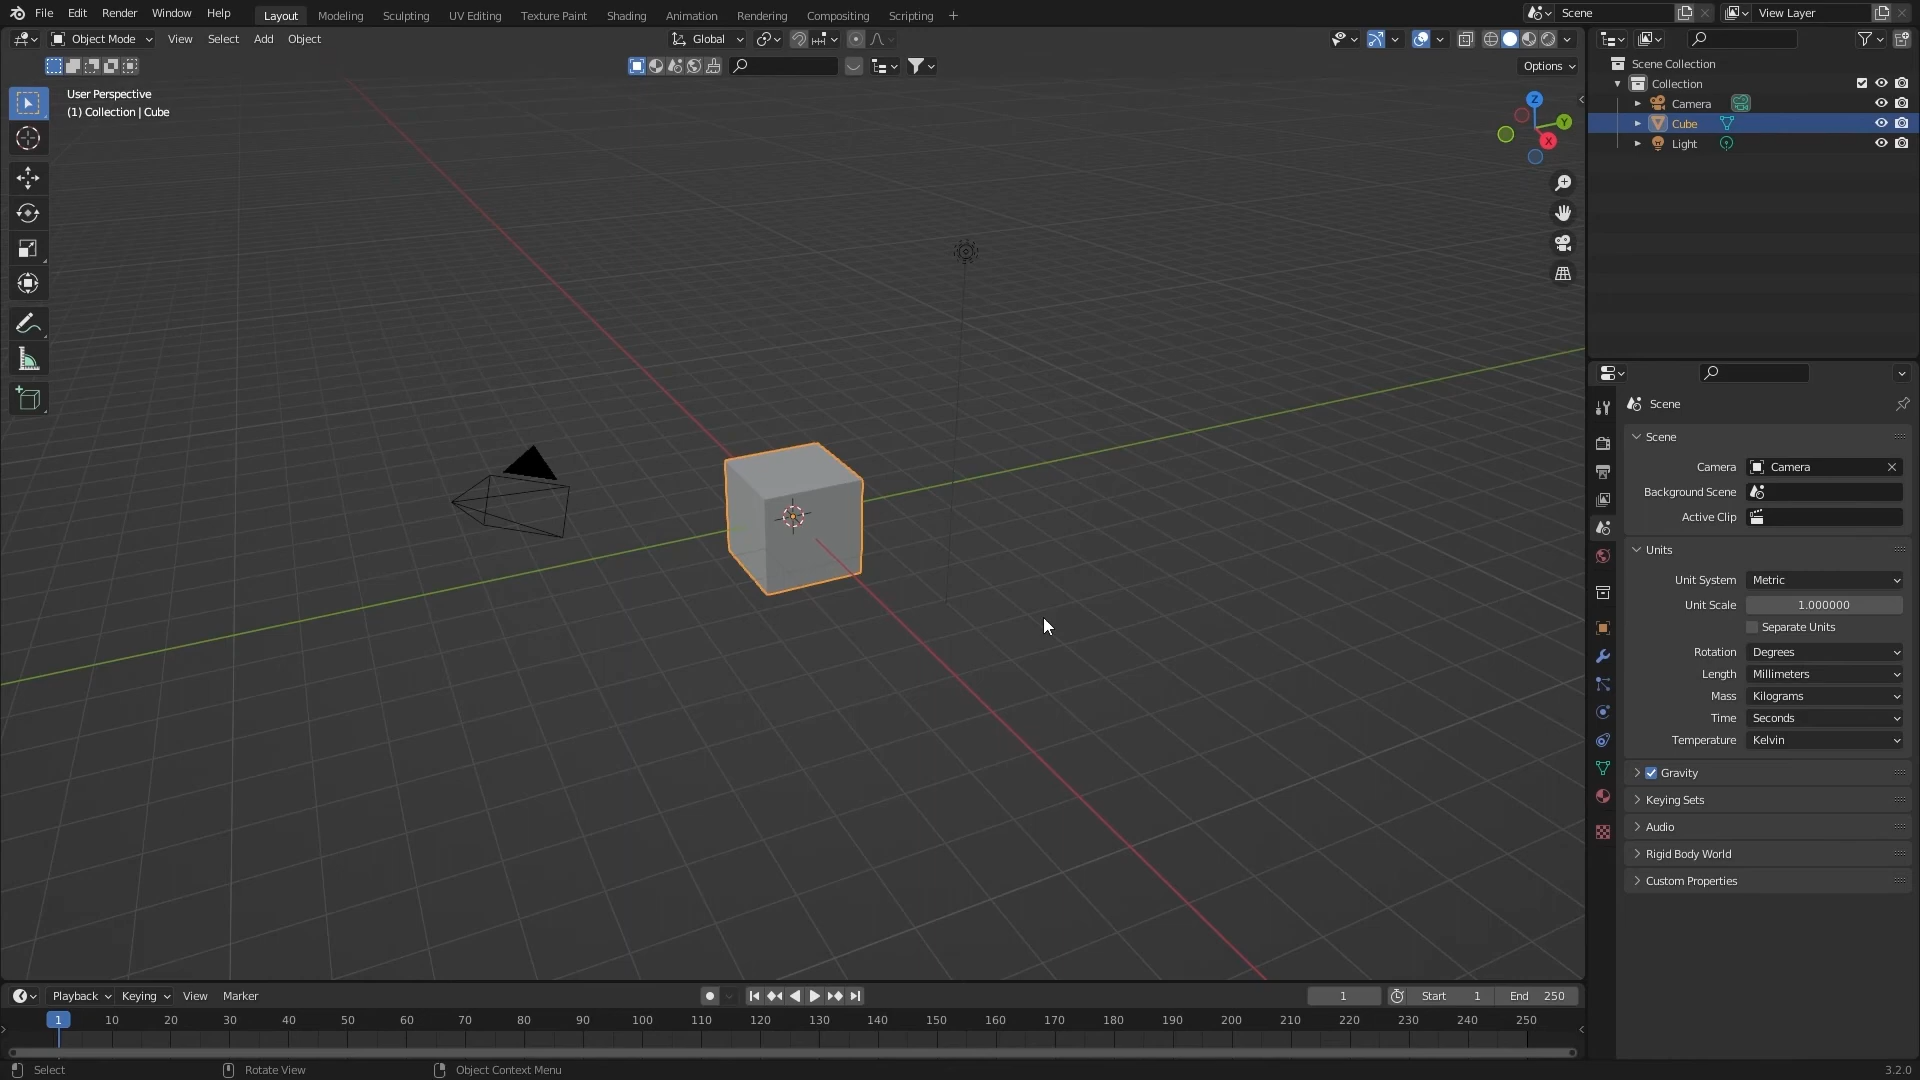 File Edit Render Window Help Layout Modeling Sculpting UV Editing Texture Paint Shading Animation Rendering Compositing Scripting + Scene View Layer
Object Mode View Select Add Object Global
Options
User Perspective
(1) Collection | Cube
Z
Y
X
Scene Collection
Collection
Camera
Cube
Light
Scene
Scene
Camera Camera
Background Scene
Active Clip
Units
Unit System Metric
Unit Scale 1.000000
Separate Units
Rotation Degrees
Length Millimeters
Mass Kilograms
Time Seconds
Temperature Kelvin
Gravity
Keying Sets
Audio
Rigid Body World
Custom Properties
Playback Keying View Marker 1 Start 1 End 250
1 10 20 30 40 50 60 70 80 90 100 110 120 130 140 150 160 170 180 190 200 210 220 230 240 250
Select Rotate View Object Context Menu 3.2.0